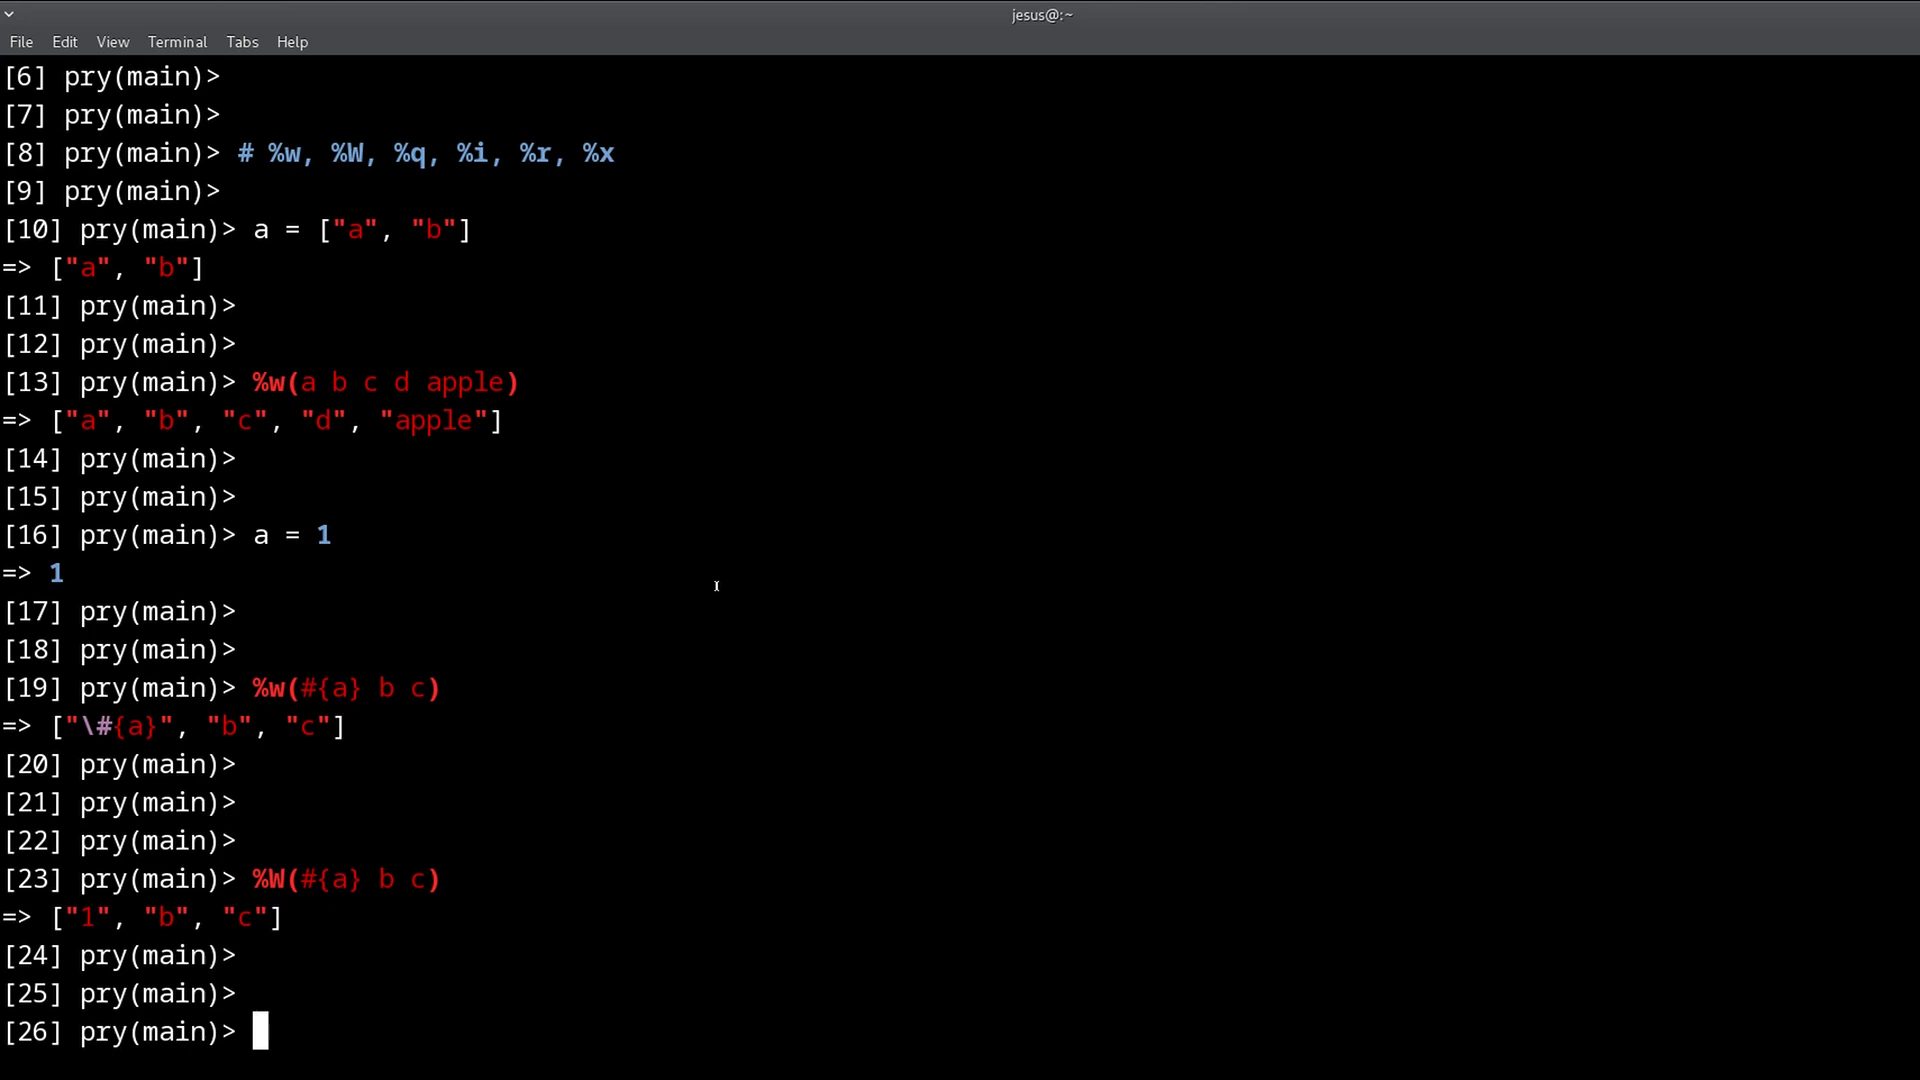 jesus@:~
File Edit View Terminal Tabs Help
[6] pry(main)>
[7] pry(main)>
[8] pry(main)> # %w, %W, %q, %i, %r, %x
[9] pry(main)>
[10] pry(main)> a = ["a", "b"]
=> ["a", "b"]
[11] pry(main)>
[12] pry(main)>
[13] pry(main)> %w(a b c d apple)
=> ["a", "b", "c", "d", "apple"]
[14] pry(main)>
[15] pry(main)>
[16] pry(main)> a = 1
=> 1
[17] pry(main)>
[18] pry(main)>
[19] pry(main)> %w(#{a} b c)
=> ["\#{a}", "b", "c"]
[20] pry(main)>
[21] pry(main)>
[22] pry(main)>
[23] pry(main)> %W(#{a} b c)
=> ["1", "b", "c"]
[24] pry(main)>
[25] pry(main)>
[26] pry(main)>